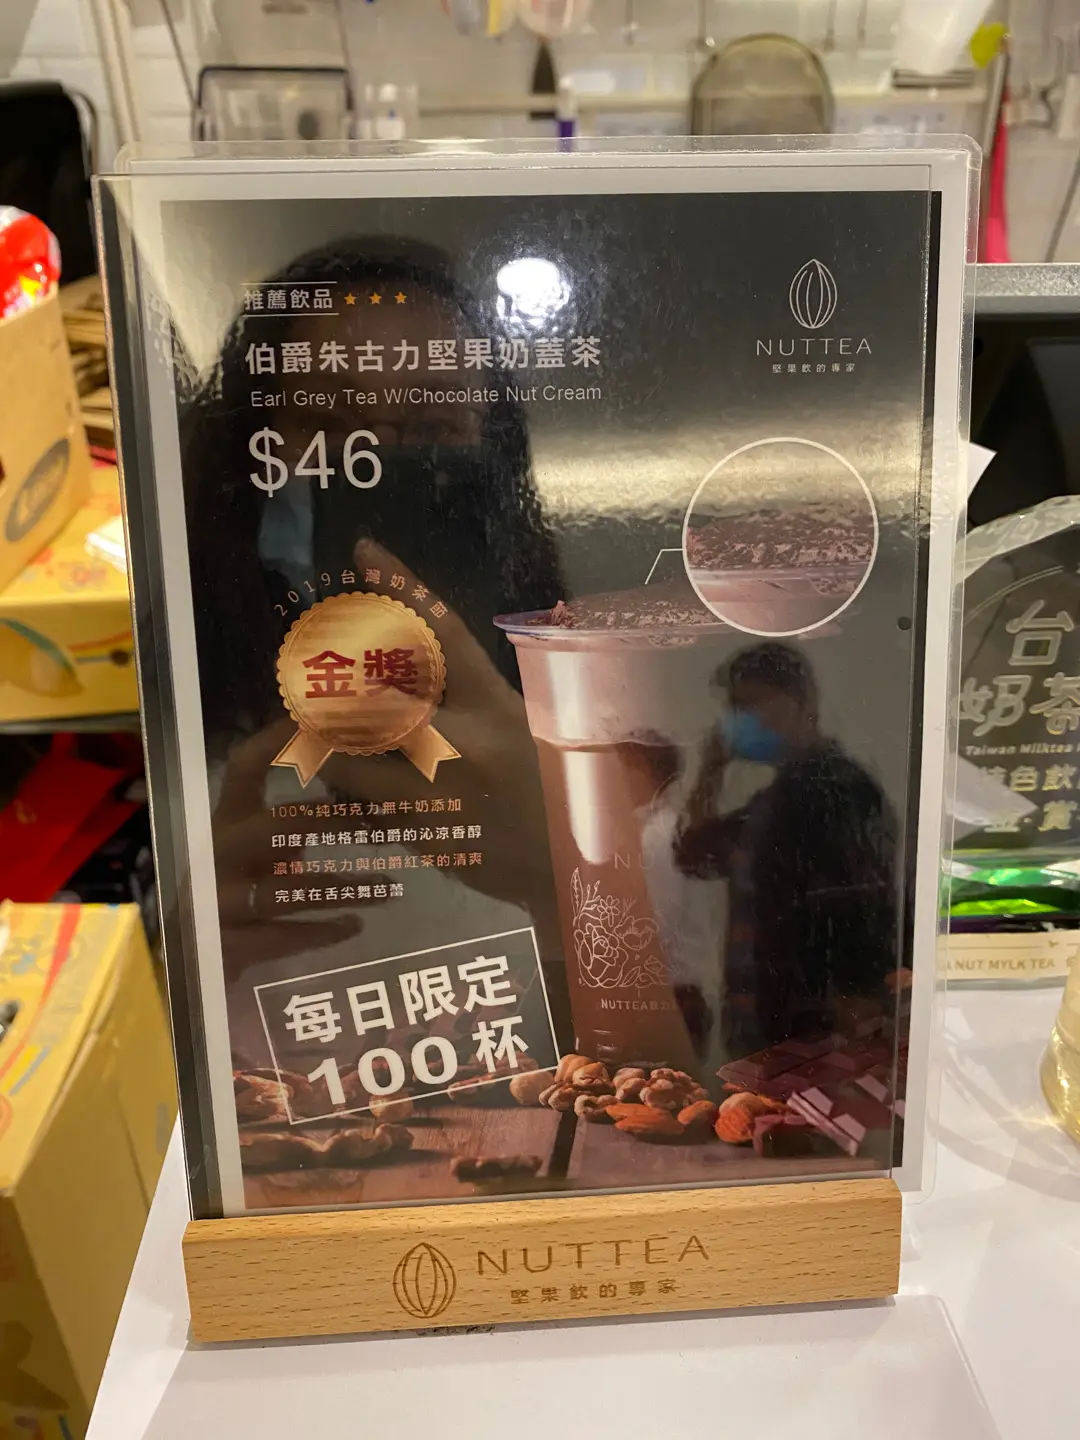 推薦飲品
伯爵朱古力堅果奶蓋茶
Earl Grey Tea W/Chocolate Nut Cream
$46
NUTTEA
堅果飲的專家
2019台灣奶茶節
金獎
100%純巧克力無牛奶添加
印度產地格雷伯爵的沁涼香醇
濃情巧克力與伯爵紅茶的清爽
完美在舌尖舞芭蕾
每日限定
100杯
NUTTEA
NUTTEA
堅果飲的專家
台
奶茶
Taiwan Milktea
色飲
NUT MYLK TEA